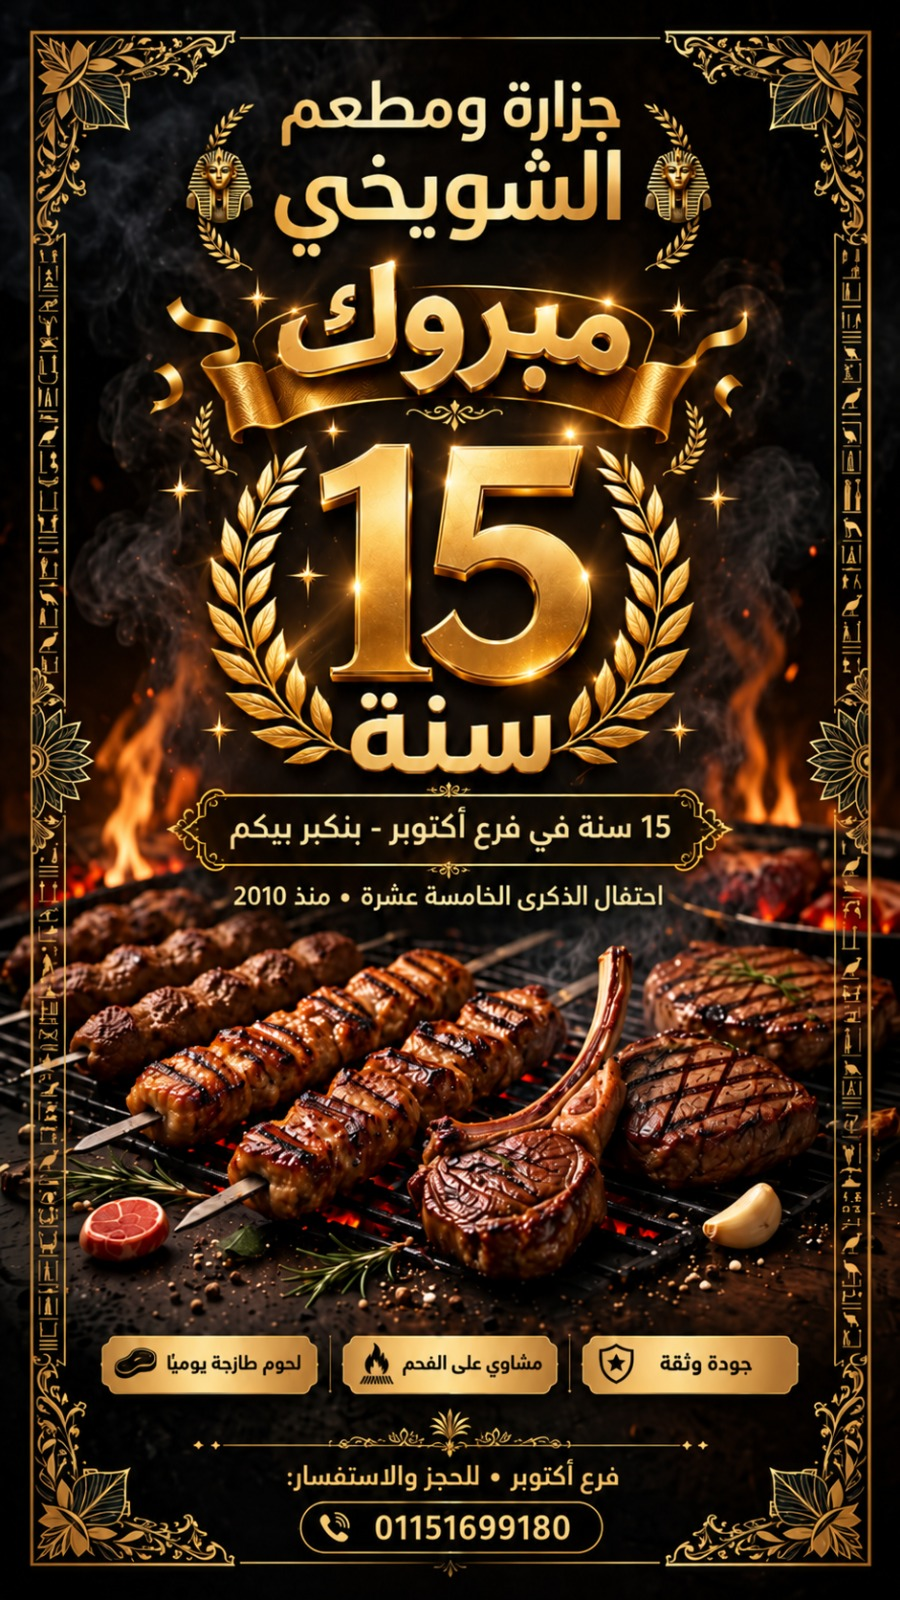 جزارة ومطعم
الشويخي
مبروك
15
سنة
15 سنة في فرع أكتوبر - بنكبر بيكم
احتفال الذكرى الخامسة عشرة • منذ 2010
جودة وثقة
مشاوي على الفحم
لحوم طازجة يوميًا
فرع أكتوبر • للحجز والاستفسار:
01151699180